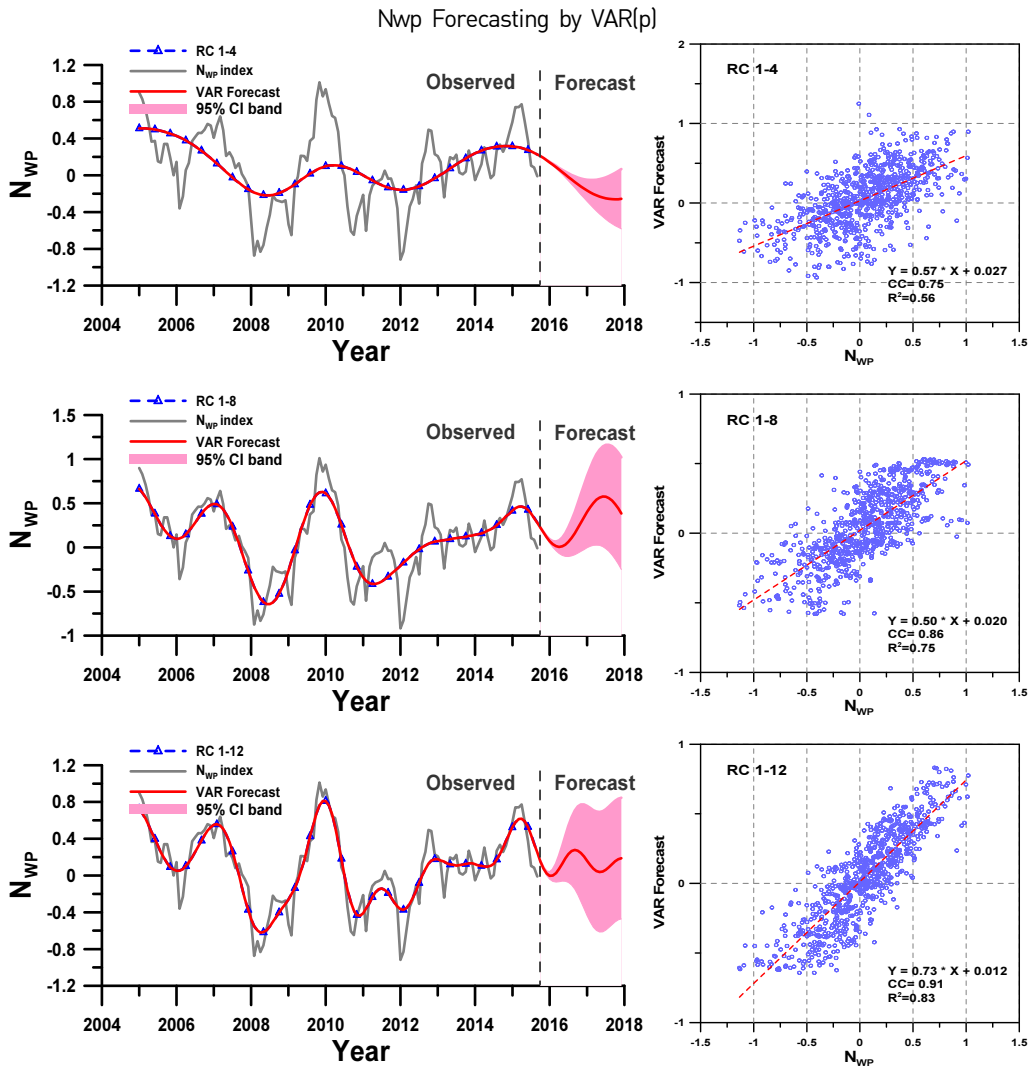 Nwp Forecasting by VAR(p)
RC 1-4
N_WP index
VAR Forecast
95% CI band
Observed
Forecast
1.2
0.8
0.4
0
-0.4
-0.8
-1.2
N_WP
2004 2006 2008 2010 2012 2014 2016 2018
Year
RC 1-4
2
1
0
-1
VAR Forecast
Y = 0.57 * X + 0.027
CC= 0.75
R²=0.56
-1.5 -1 -0.5 0 0.5 1 1.5
N_WP
RC 1-8
N_WP index
VAR Forecast
95% CI band
Observed
Forecast
1.5
1
0.5
0
-0.5
-1
N_WP
2004 2006 2008 2010 2012 2014 2016 2018
Year
RC 1-8
1
0
-1
VAR Forecast
Y = 0.50 * X + 0.020
CC= 0.86
R²=0.75
-1.5 -1 -0.5 0 0.5 1 1.5
N_WP
RC 1-12
N_WP index
VAR Forecast
95% CI band
Observed
Forecast
1.2
0.8
0.4
0
-0.4
-0.8
-1.2
N_WP
2004 2006 2008 2010 2012 2014 2016 2018
Year
RC 1-12
1
0
-1
VAR Forecast
Y = 0.73 * X + 0.012
CC= 0.91
R²=0.83
-1.5 -1 -0.5 0 0.5 1 1.5
N_WP